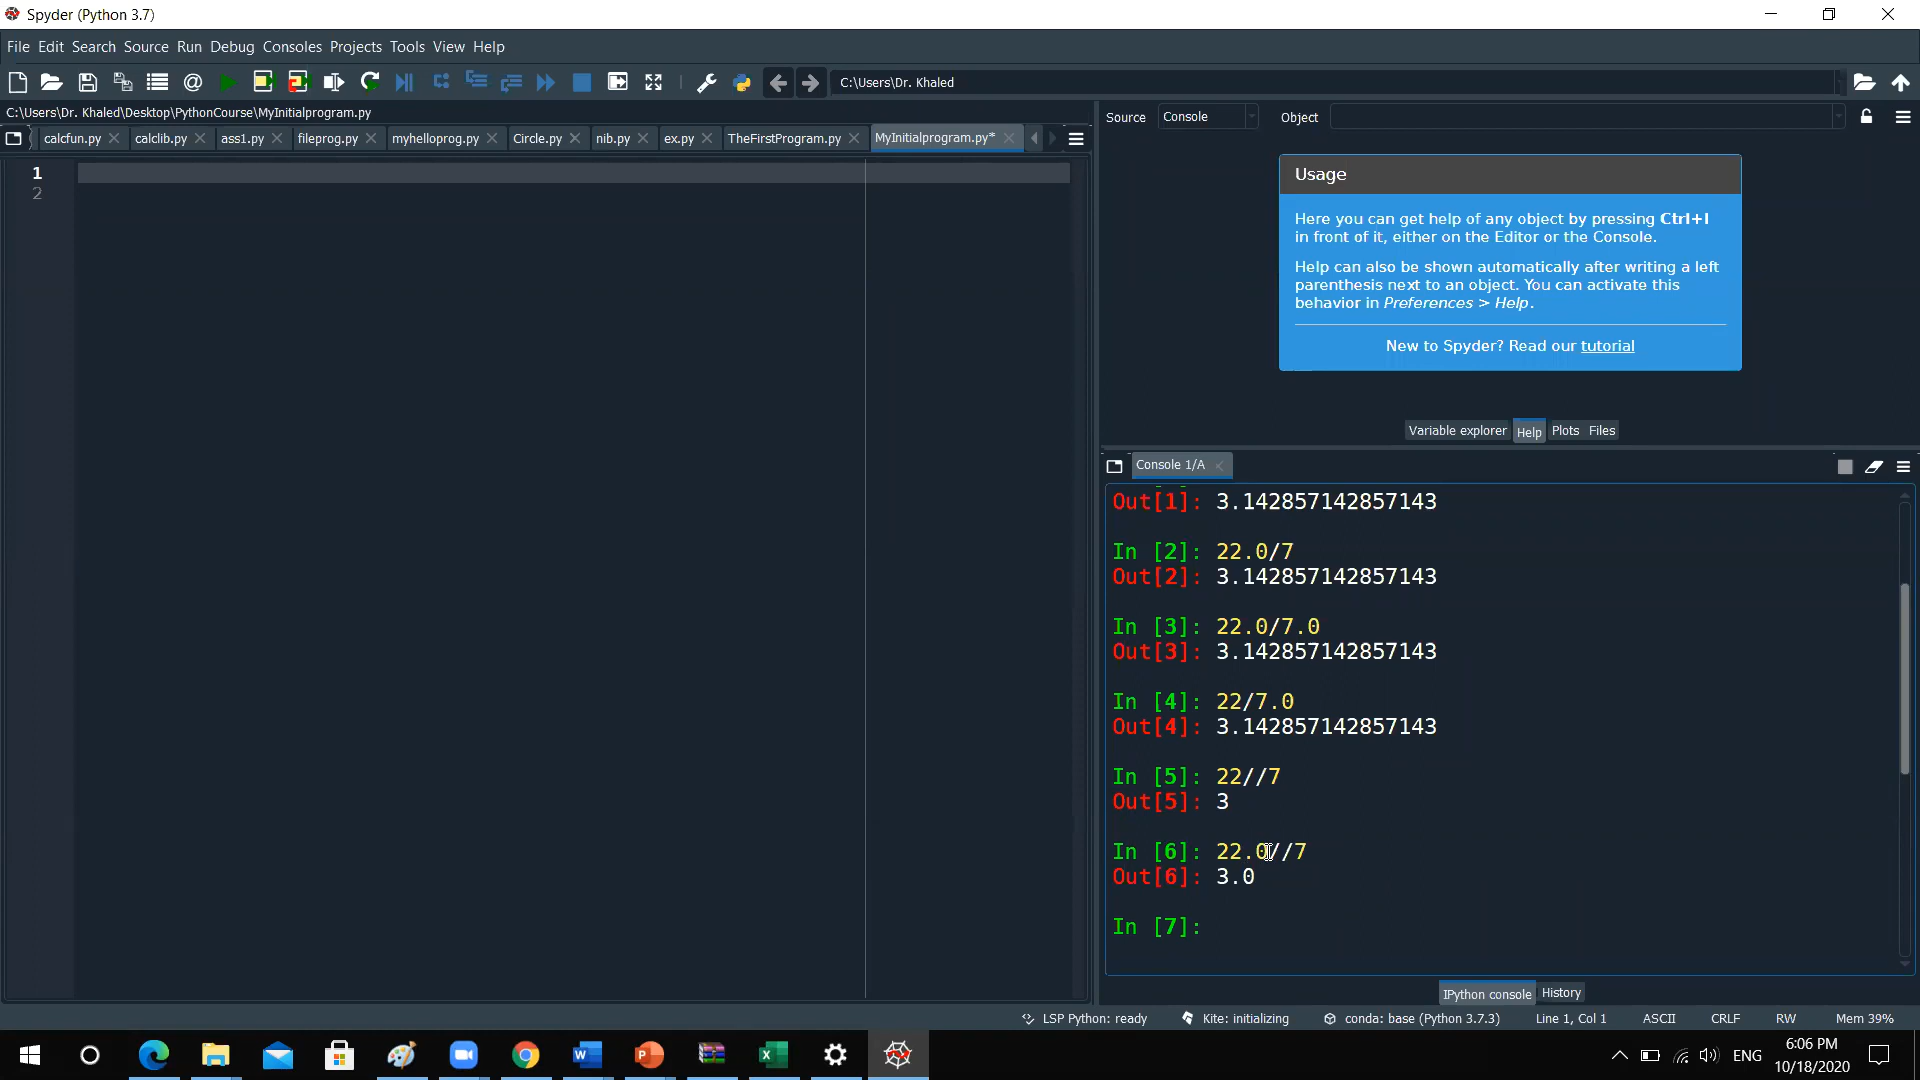 Spyder (Python 3.7)
File Edit Search Source Run Debug Consoles Projects Tools View Help
C:\Users\Dr. Khaled
C:\Users\Dr. Khaled\Desktop\PythonCourse\MyInitialprogram.py
calcfun.py calclib.py ass1.py fileprog.py myhelloprog.py Circle.py nib.py ex.py TheFirstProgram.py MyInitialprogram.py*
1
2
Source Console Object
Usage
Here you can get help of any object by pressing Ctrl+I
in front of it, either on the Editor or the Console.
Help can also be shown automatically after writing a left
parenthesis next to an object. You can activate this
behavior in Preferences > Help.
New to Spyder? Read our tutorial
Variable explorer Help Plots Files
Console 1/A
Out[1]: 3.142857142857143
In [2]: 22.0/7
Out[2]: 3.142857142857143
In [3]: 22.0/7.0
Out[3]: 3.142857142857143
In [4]: 22/7.0
Out[4]: 3.142857142857143
In [5]: 22//7
Out[5]: 3
In [6]: 22.0//7
Out[6]: 3.0
In [7]:
IPython console History
LSP Python: ready Kite: initializing conda: base (Python 3.7.3) Line 1, Col 1 ASCII CRLF RW Mem 39%
ENG
6:06 PM
10/18/2020